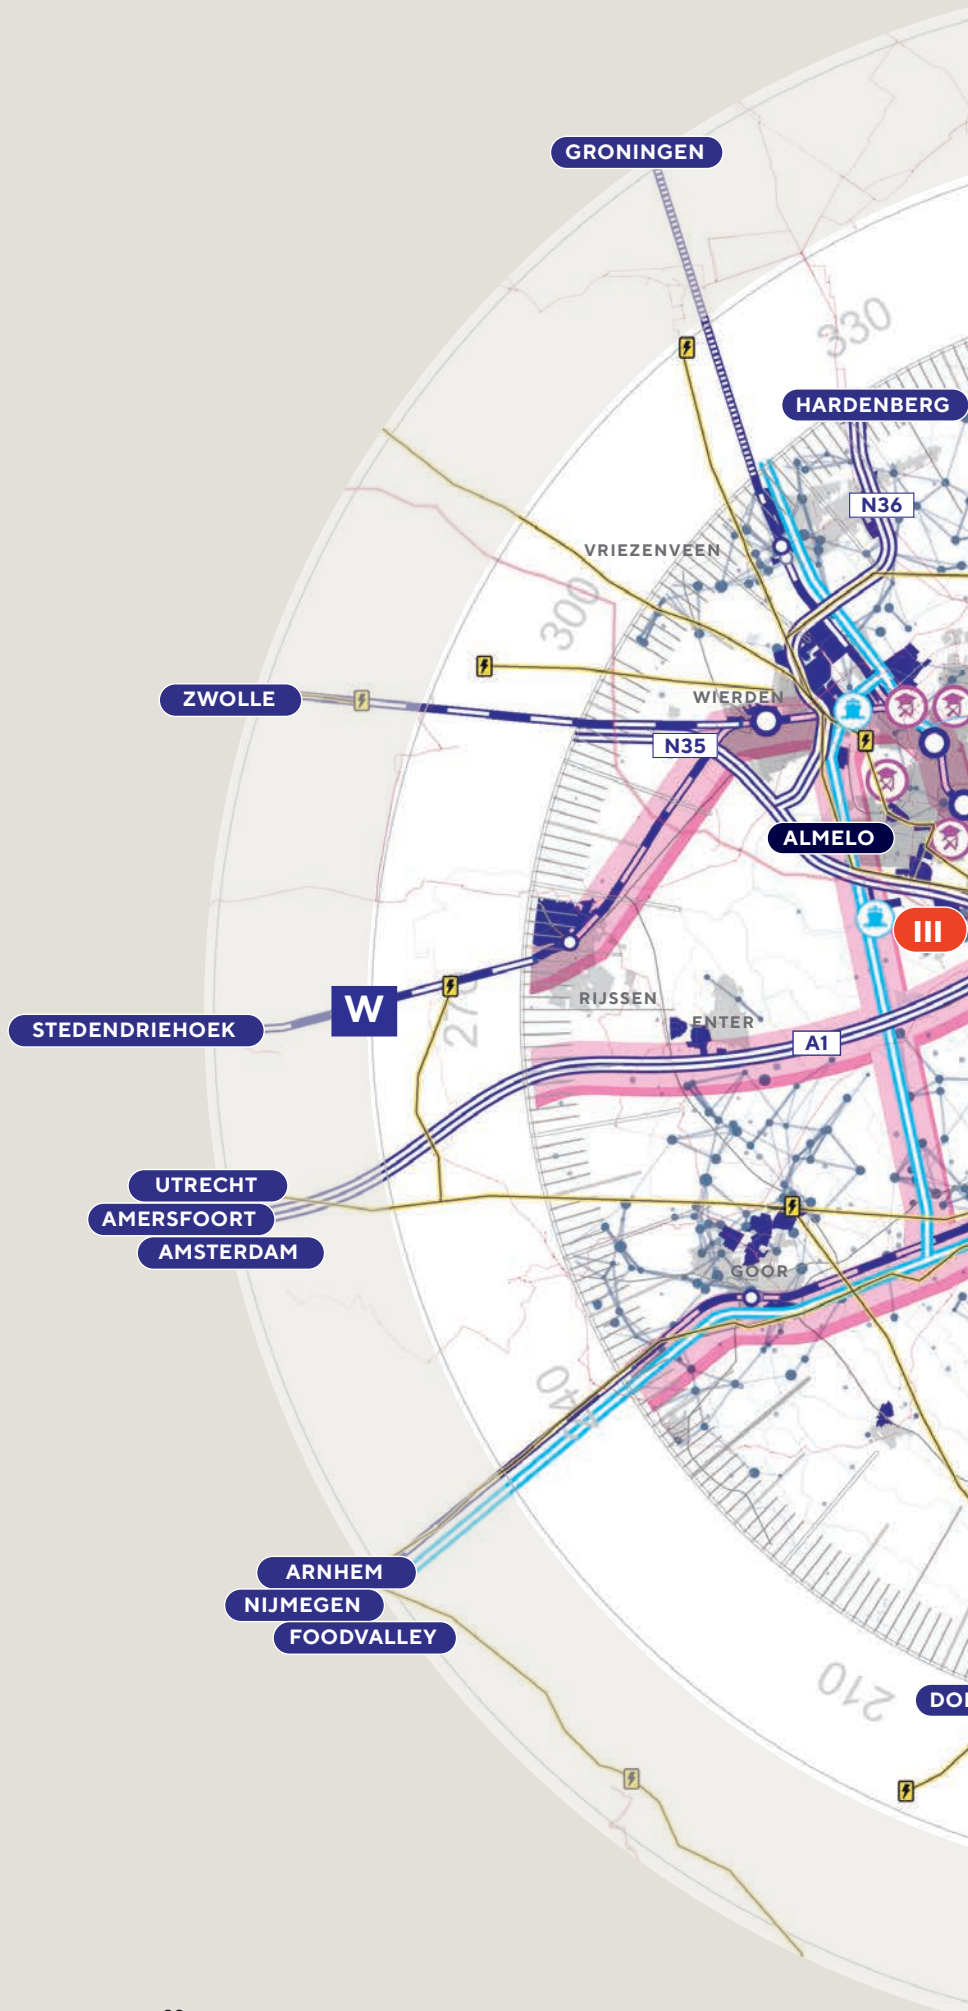 GRONINGEN
330
HARDENBERG
N36
VRIEZENVEEN
300
WIERDEN
ZWOLLE
N35
ALMELO
III
RIJSSEN
W
ENTER
STEDENDRIEHOEK
A1
UTRECHT
AMERSFOORT
AMSTERDAM
GOOR
ARNHEM
NIJMEGEN
FOODVALLEY
210